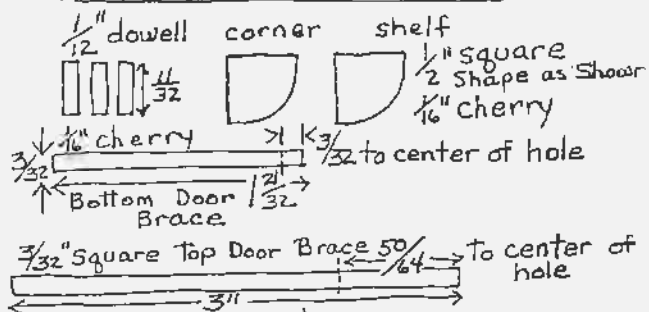 1/12" dowell corner shelf
11/32
1/2" square
Shape as Shown
1/16" cherry
1/16" cherry
3/32
3/32 to center of hole
Bottom Door Brace
1 21/32
3/32" Square Top Door Brace 50/64 To center of hole
3"